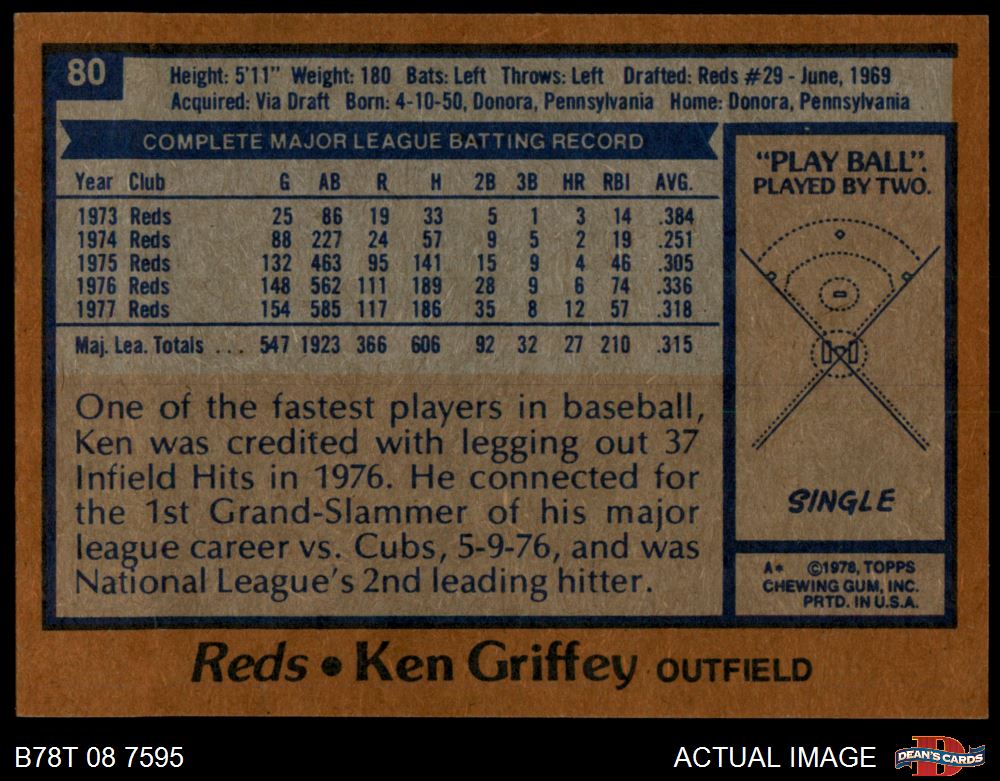 80
Height: 5'11" Weight: 180 Bats: Left Throws: Left Drafted: Reds #29 - June, 1969
Acquired: Via Draft Born: 4-10-50, Donora, Pennsylvania Home: Donora, Pennsylvania
COMPLETE MAJOR LEAGUE BATTING RECORD
Year Club G AB R H 2B 3B HR RBI AVG.
1973 Reds 25 86 19 33 5 1 3 14 .384
1974 Reds 88 227 24 57 9 5 2 19 .251
1975 Reds 132 463 95 141 15 9 4 46 .305
1976 Reds 148 562 111 189 28 9 6 74 .336
1977 Reds 154 585 117 186 35 8 12 57 .318
Maj. Lea. Totals ... 547 1923 366 606 92 32 27 210 .315
One of the fastest players in baseball,
Ken was credited with legging out 37
Infield Hits in 1976. He connected for
the 1st Grand-Slammer of his major
league career vs. Cubs, 5-9-76, and was
National League's 2nd leading hitter.
"PLAY BALL".
PLAYED BY TWO.
SINGLE
A* ©1978, TOPPS
CHEWING GUM, INC.
PRTD. IN U.S.A.
Reds • Ken Griffey OUTFIELD
B78T 08 7595
ACTUAL IMAGE
D
DEAN'S CARDS